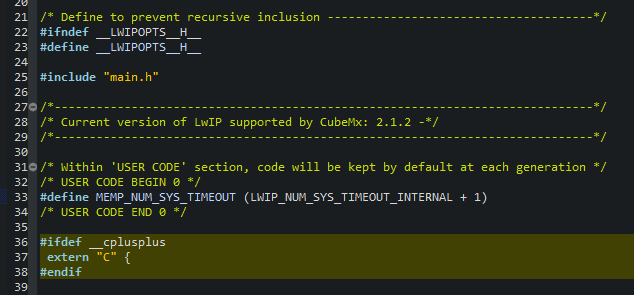 20
21 /* Define to prevent recursive inclusion -------------------------------------*/
22 #ifndef __LWIPOPTS__H__
23 #define __LWIPOPTS__H__
24
25 #include "main.h"
26
27 /*-----------------------------------------------------------------------------*/
28 /* Current version of LwIP supported by CubeMx: 2.1.2 -*/
29 /*-----------------------------------------------------------------------------*/
30
31 /* Within 'USER CODE' section, code will be kept by default at each generation */
32 /* USER CODE BEGIN 0 */
33 #define MEMP_NUM_SYS_TIMEOUT (LWIP_NUM_SYS_TIMEOUT_INTERNAL + 1)
34 /* USER CODE END 0 */
35
36 #ifdef __cplusplus
37  extern "C" {
38 #endif
39